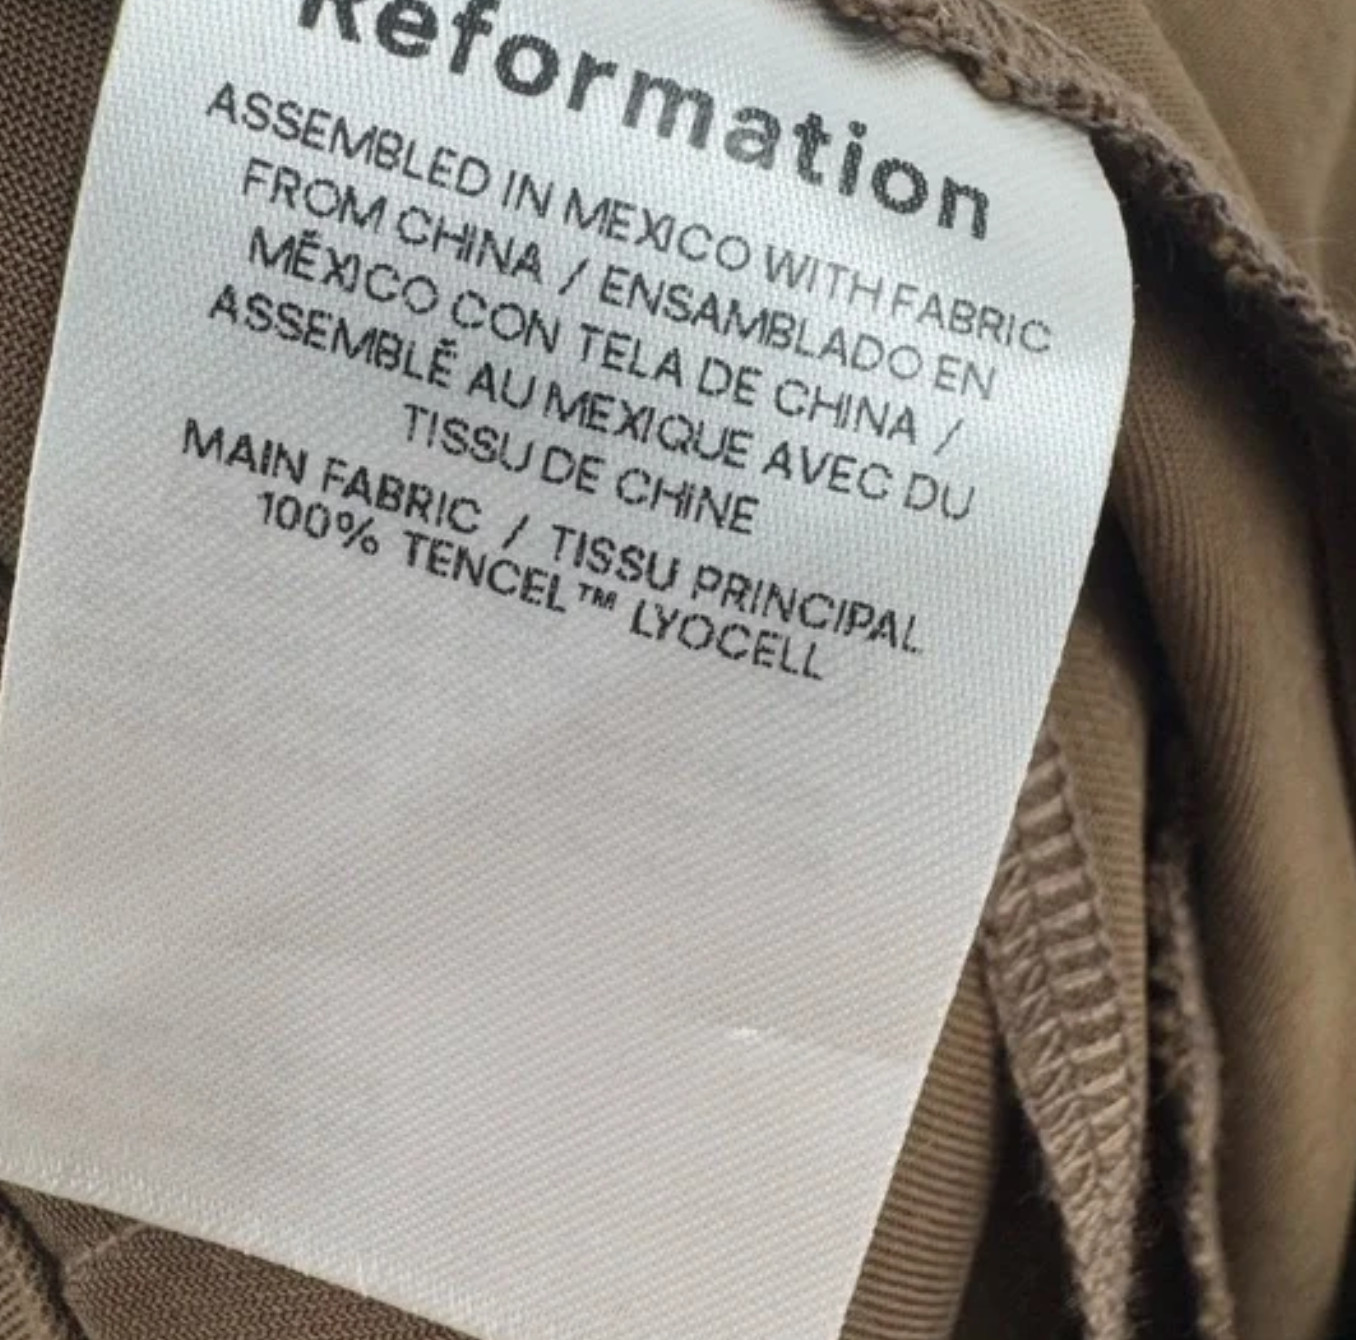 Reformation
ASSEMBLED IN MEXICO WITH FABRIC
FROM CHINA / ENSAMBLADO EN
MÉXICO CON TELA DE CHINA /
ASSEMBLÉ AU MEXIQUE AVEC DU
TISSU DE CHINE
MAIN FABRIC / TISSU PRINCIPAL
100% TENCEL™ LYOCELL